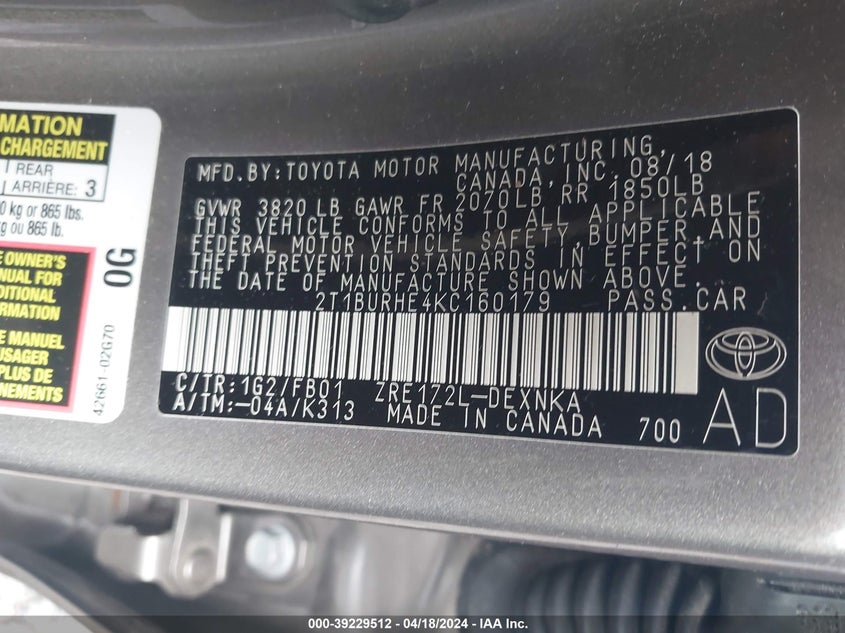 MATION
CHARGEMENT
REAR
ARRIÈRE: 3
0 kg or 865 lbs.
ou 865 lb.
OWNER'S
MANUAL FOR
INFORMATION
MANUEL
USAGER
PLUS DE
0G
42661-02G70
MFD.BY:TOYOTA MOTOR MANUFACTURING,
CANADA,INC. 08/18
GVWR 3820 LB GAWR FR 2070LB RR 1850LB
THIS VEHICLE CONFORMS TO ALL APPLICABLE
FEDERAL MOTOR VEHICLE SAFETY,BUMPER,AND
THEFT PREVENTION STANDARDS IN EFFECT ON
THE DATE OF MANUFACTURE SHOWN ABOVE.
2T1BURHE4KC160179 PASS.CAR
C/TR:1G2/FB01 ZRE172L-DEXNKA
A/TM:-04A/K313 MADE IN CANADA 700
AD
000-39229512 - 04/18/2024 - IAA Inc.